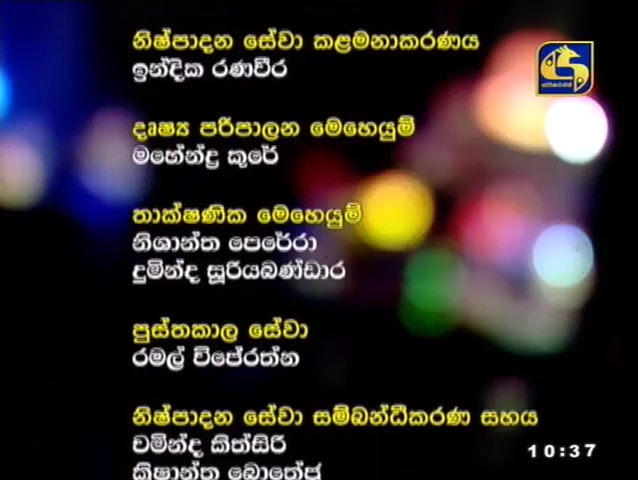 නිෂ්පාදන සේවා කළමනාකරණය
ඉන්දික රණවීර
දෘෂ්‍ය පරිපාලන මෙහෙයුම්
මහේන්ද්‍ර කුරේ
තාක්ෂණික මෙහෙයුම්
නිශාන්ත පෙරේරා
දුමින්ද සූරියබණ්ඩාර
පුස්තකාල සේවා
රමල් විජේරත්න
නිෂ්පාදන සේවා සම්බන්ධීකරණ සහය
චමින්ද කිත්සිරි
ක්‍රිශාන්ත බොතේජු
10:37